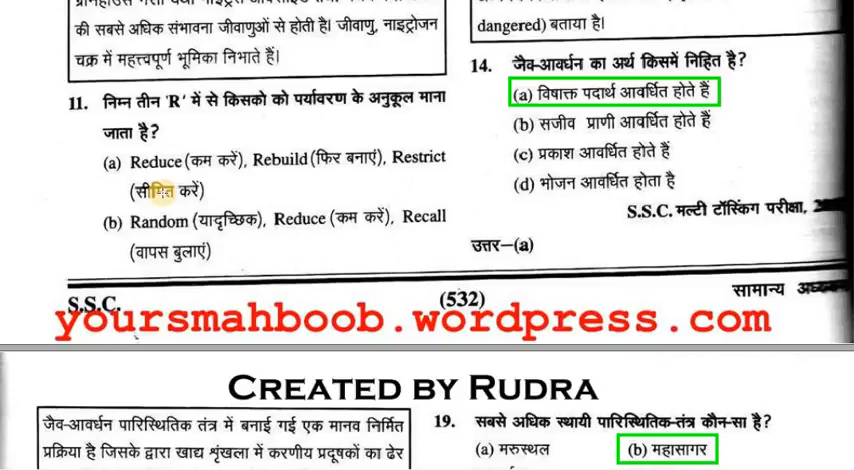 की सबसे अधिक संभावना जीवाणुओं से होती है। जीवाणु, नाइट्रोजन
चक्र में महत्त्वपूर्ण भूमिका निभाते हैं।
11. निम्न तीन 'R' में से किसको को पर्यावरण के अनुकूल माना
जाता है?
(a) Reduce (कम करें), Rebuild (फिर बनाएं), Restrict
(सीमित करें)
(b) Random (यादृच्छिक), Reduce (कम करें), Recall
(वापस बुलाएं)
dangered) बताया है।
14. जैव-आवर्धन का अर्थ किसमें निहित है?
(a) विषाक्त पदार्थ आवर्धित होते हैं
(b) सजीव प्राणी आवर्धित होते हैं
(c) प्रकाश आवर्धित होते हैं
(d) भोजन आवर्धित होता है
S.S.C. मल्टी टॉस्किंग परीक्षा,
उत्तर—(a)
S.S.C.
(532)
सामान्य
yoursmahboob.wordpress.com
CREATED BY RUDRA
जैव-आवर्धन पारिस्थितिक तंत्र में बनाई गई एक मानव निर्मित
प्रक्रिया है जिसके द्वारा खाद्य शृंखला में करणीय प्रदूषकों का ढेर
19. सबसे अधिक स्थायी पारिस्थितिक-तंत्र कौन-सा है?
(a) मरुस्थल
(b) महासागर